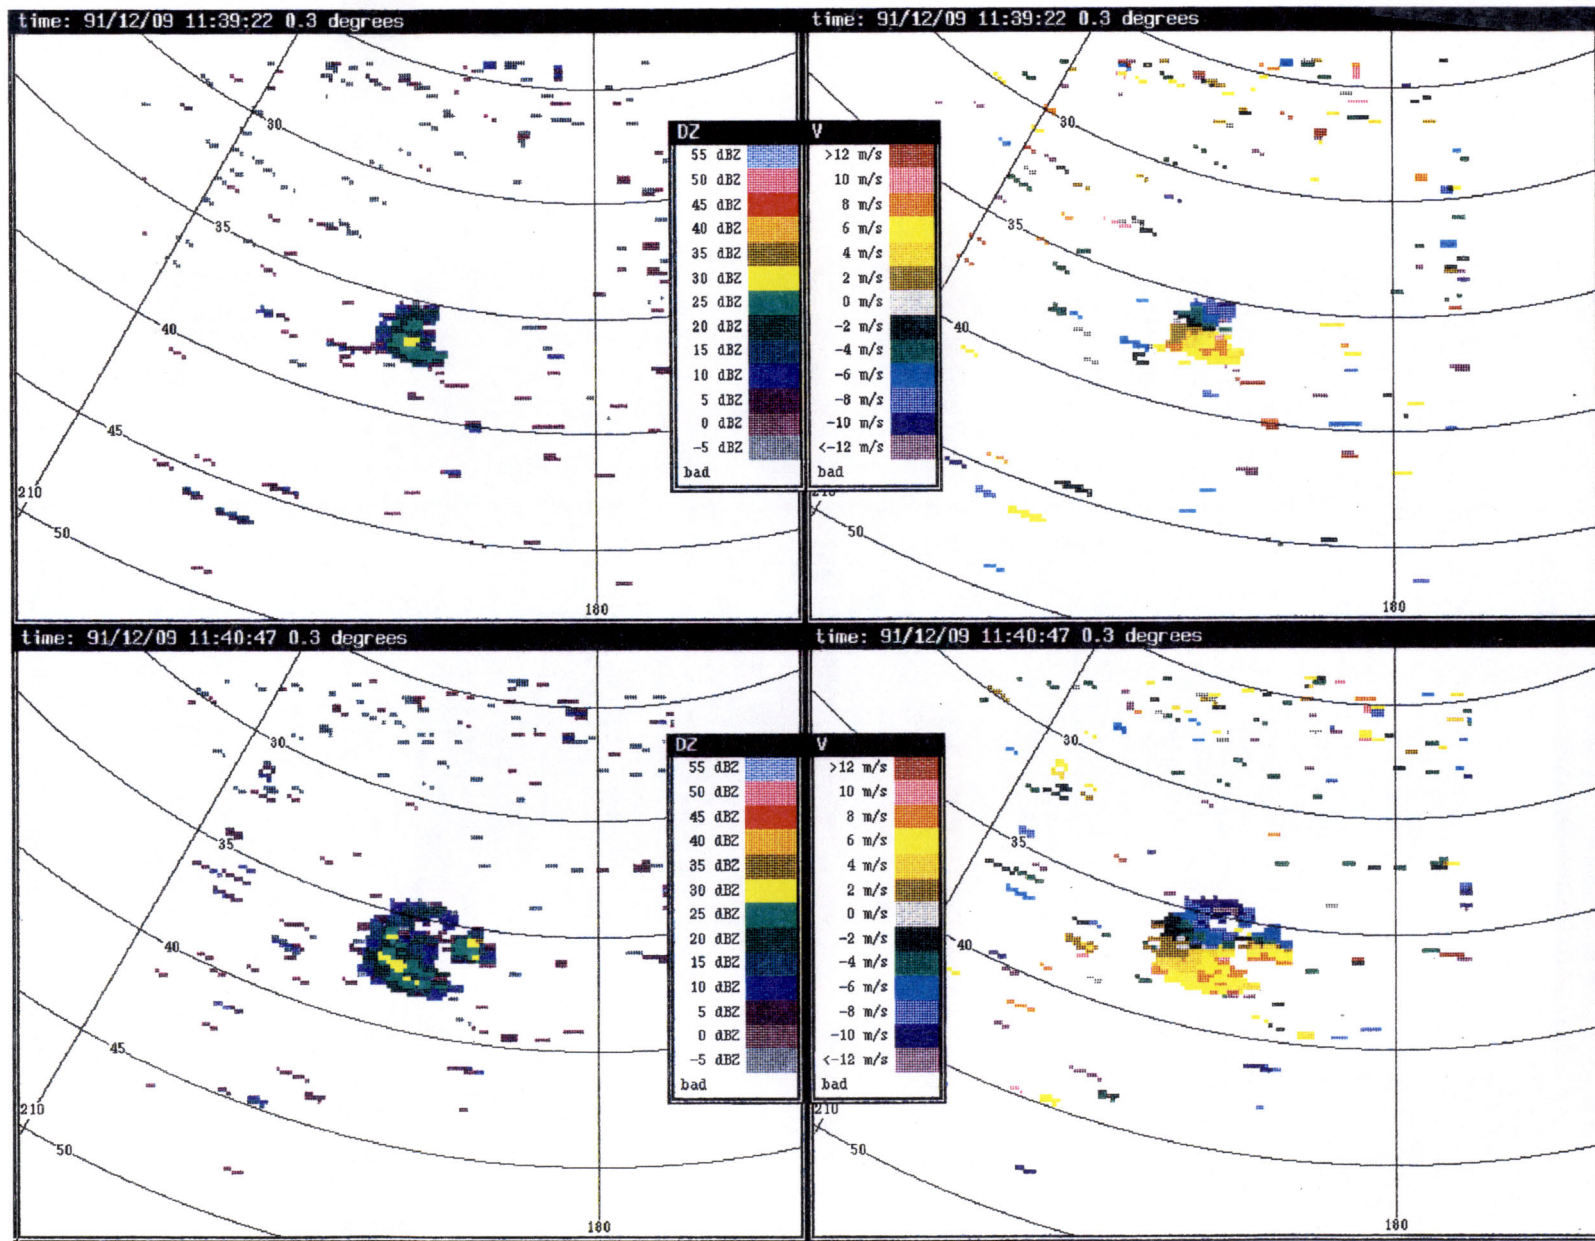 time: 91/12/09 11:39:22 0.3 degrees
time: 91/12/09 11:39:22 0.3 degrees
DZ V
55 dBZ >12 m/s
50 dBZ 10 m/s
45 dBZ 8 m/s
40 dBZ 6 m/s
35 dBZ 4 m/s
30 dBZ 2 m/s
25 dBZ 0 m/s
20 dBZ -2 m/s
15 dBZ -4 m/s
10 dBZ -6 m/s
5 dBZ -8 m/s
0 dBZ -10 m/s
-5 dBZ <-12 m/s
bad bad
30
35
40
45
50
210
180
30
35
40
45
50
210
180
time: 91/12/09 11:40:47 0.3 degrees
time: 91/12/09 11:40:47 0.3 degrees
DZ V
55 dBZ >12 m/s
50 dBZ 10 m/s
45 dBZ 8 m/s
40 dBZ 6 m/s
35 dBZ 4 m/s
30 dBZ 2 m/s
25 dBZ 0 m/s
20 dBZ -2 m/s
15 dBZ -4 m/s
10 dBZ -6 m/s
5 dBZ -8 m/s
0 dBZ -10 m/s
-5 dBZ <-12 m/s
bad bad
30
35
40
45
50
210
180
30
35
40
45
50
210
180